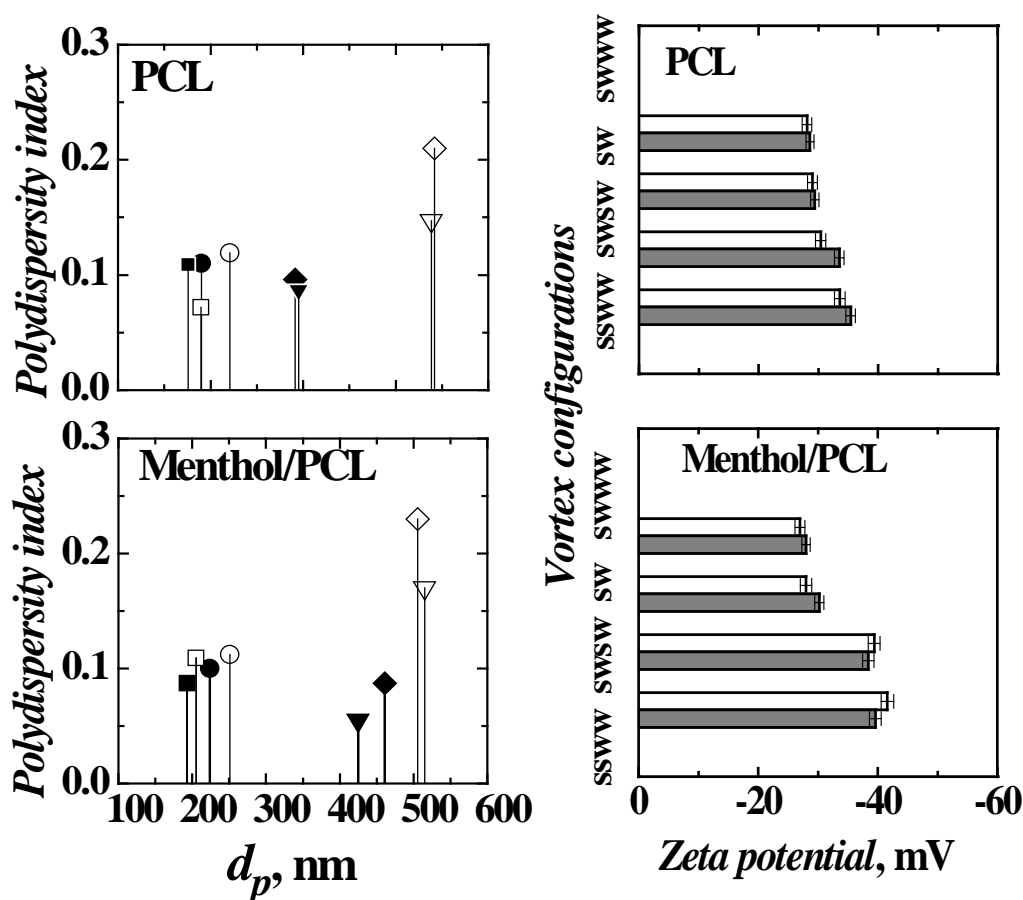 0.3
PCL
0.2
0.1
0.0
Polydispersity index
0.3
Menthol/PCL
0.2
0.1
0.0
Polydispersity index
100 200 300 400 500 600
dp, nm
PCL
swww
sw
swsw
ssww
Vortex configurations
Menthol/PCL
swww
sw
swsw
ssww
0 -20 -40 -60
Zeta potential, mV